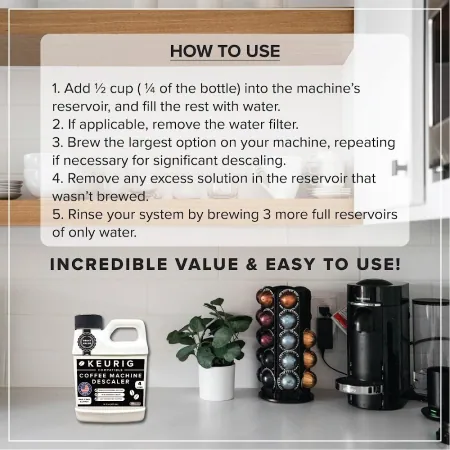 HOW TO USE
1. Add ½ cup ( ¼ of the bottle) into the machine's
reservoir, and fill the rest with water.
2. If applicable, remove the water filter.
3. Brew the largest option on your machine, repeating
if necessary for significant descaling.
4. Remove any excess solution in the reservoir that
wasn't brewed.
5. Rinse your system by brewing 3 more full reservoirs
of only water.
INCREDIBLE VALUE & EASY TO USE!
KEURIG
COMPATIBLE
COFFEE MACHINE
DESCALER